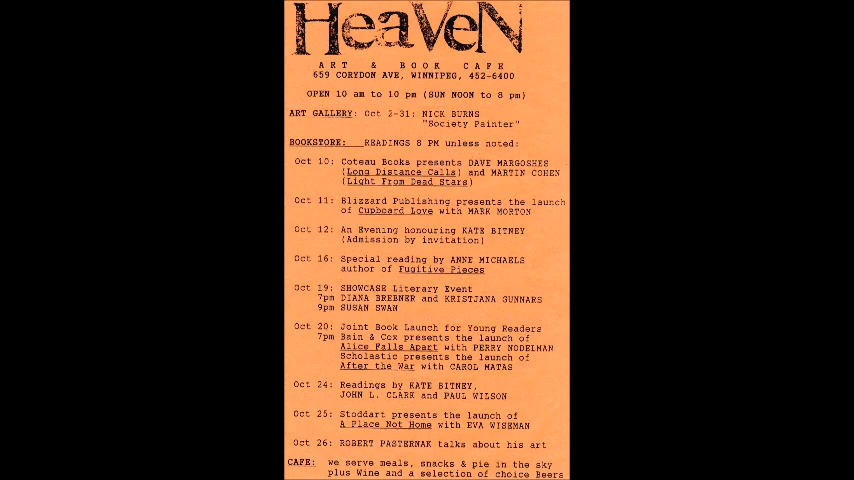 HeaVeN
ART & BOOK CAFE
659 CORYDON AVE, WINNIPEG, 452-6400
OPEN 10 am to 10 pm (SUN NOON to 8 pm)
ART GALLERY: Oct 2-31: NICK BURNS
"Society Painter"
BOOKSTORE: READINGS 8 PM unless noted:
Oct 10: Coteau Books presents DAVE MARGOSHES
(Long Distance Calls) and MARTIN COHEN
(Light From Dead Stars)
Oct 11: Blizzard Publishing presents the launch
of Cupboard Love with MARK MORTON
Oct 12: An Evening honouring KATE BITNEY
(Admission by invitation)
Oct 16: Special reading by ANNE MICHAELS
author of Fugitive Pieces
Oct 19: SHOWCASE Literary Event
7pm DIANA BREBNER and KRISTJANA GUNNARS
9pm SUSAN SWAN
Oct 20: Joint Book Launch for Young Readers
7pm Bain & Cox presents the launch of
Alice Falls Apart with PERRY NODELMAN
Scholastic presents the launch of
After the War with CAROL MATAS
Oct 24: Readings by KATE BITNEY,
JOHN L. CLARK and PAUL WILSON
Oct 25: Stoddart presents the launch of
A Place Not Home with EVA WISEMAN
Oct 26: ROBERT PASTERNAK talks about his art
CAFE: we serve meals, snacks & pie in the sky
plus Wine and a selection of choice Beers